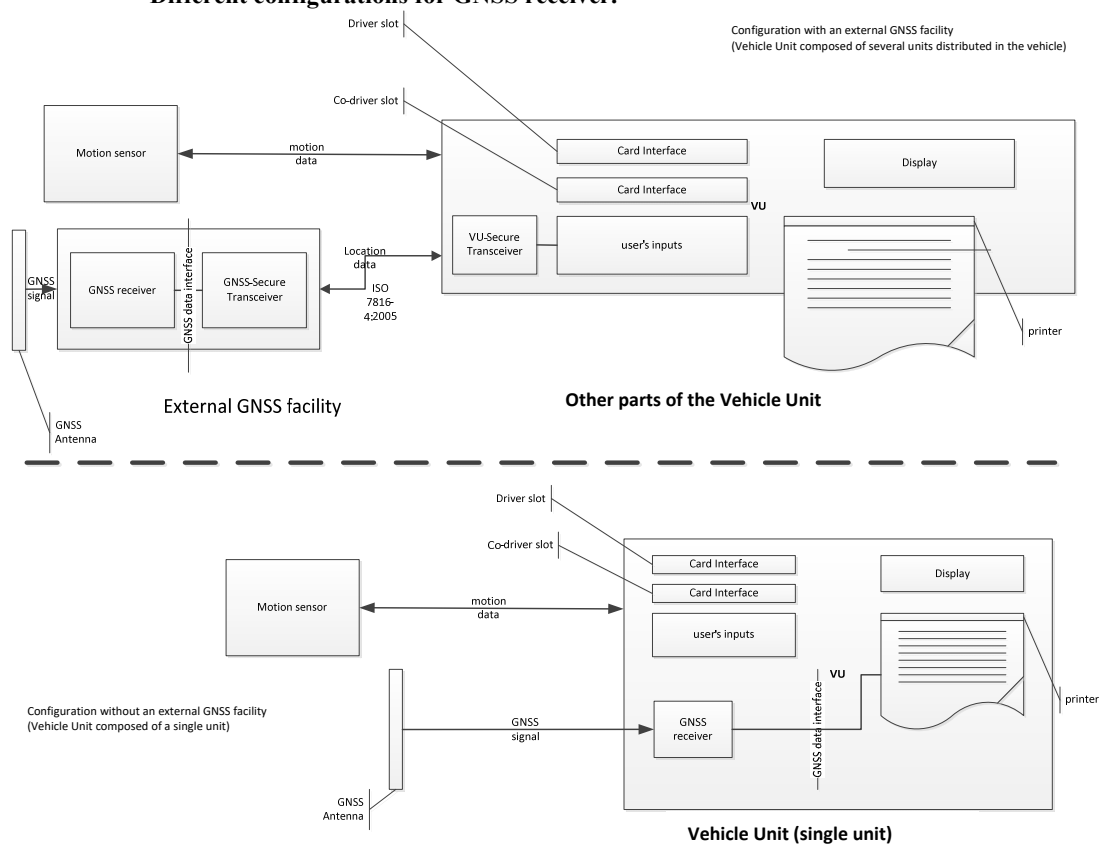 Different configurations for GNSS receiver.
Driver slot
Configuration with an external GNSS facility
(Vehicle Unit composed of several units distributed in the vehicle)
Co-driver slot
Motion sensor
motion
data
Card Interface
Display
Card Interface
VU
VU-Secure
Transceiver
user's inputs
GNSS
signal
GNSS receiver
GNSS data interface
GNSS-Secure
Transceiver
Location
data
ISO
7816-
4:2005
printer
External GNSS facility
Other parts of the Vehicle Unit
GNSS
Antenna
Driver slot
Co-driver slot
Card Interface
Display
Card Interface
Motion sensor
motion
data
user's inputs
VU
Configuration without an external GNSS facility
(Vehicle Unit composed of a single unit)
GNSS
signal
GNSS
receiver
GNSS data interface
printer
GNSS
Antenna
Vehicle Unit (single unit)